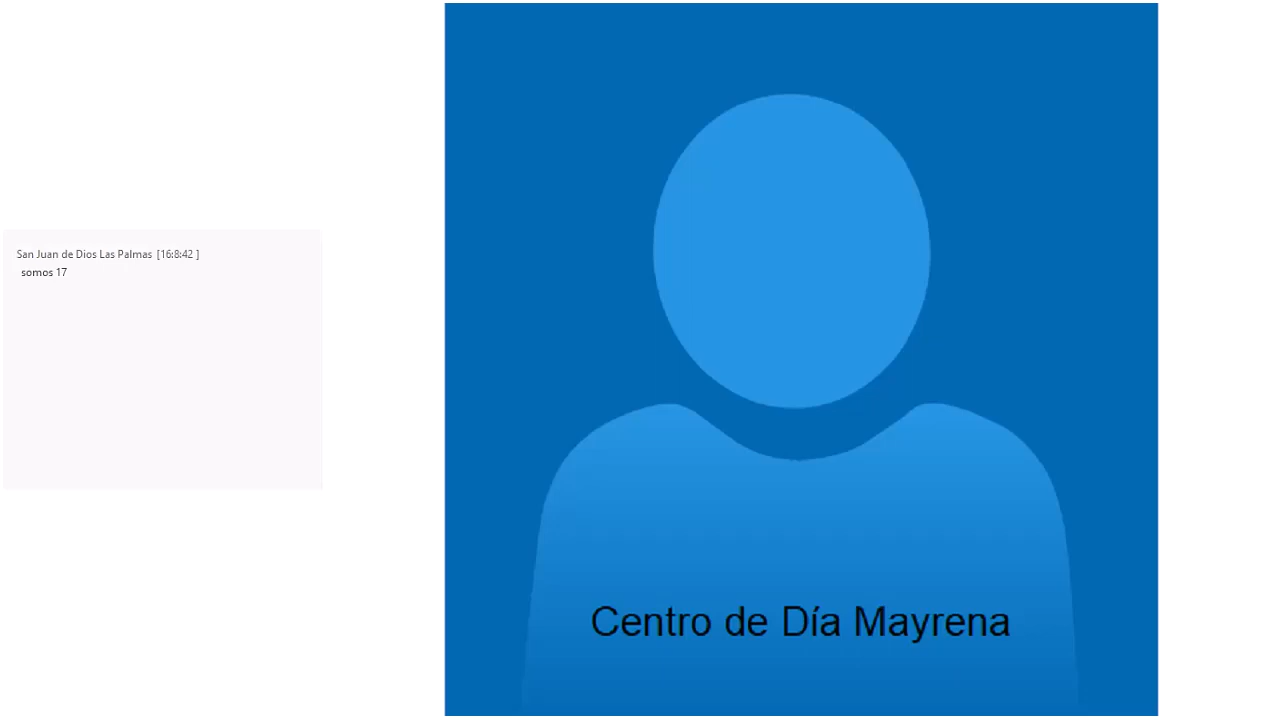 San Juan de Dios Las Palmas [16:8:42 ]
somos 17
Centro de Día Mayrena